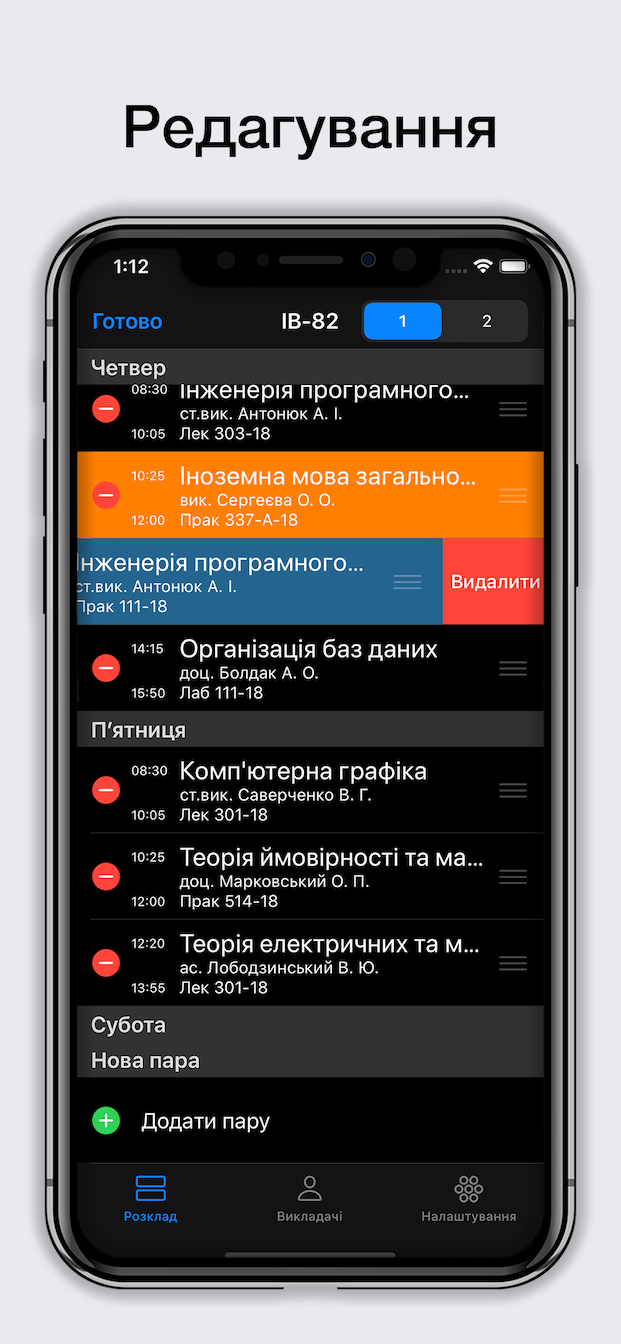 Редагування
1:12
Готово
ІВ-82
1
2
Четвер
08:30
Інженерія програмного...
ст.вик. Антонюк А. І.
10:05
Лек 303-18
10:25
Іноземна мова загально...
вик. Сергеєва О. О.
12:00
Прак 337-А-18
Інженерія програмного...
ст.вик. Антонюк А. І.
Прак 111-18
Видалити
14:15
Організація баз даних
доц. Болдак А. О.
15:50
Лаб 111-18
П’ятниця
08:30
Комп'ютерна графіка
ст.вик. Саверченко В. Г.
10:05
Лек 301-18
10:25
Теорія ймовірності та ма...
доц. Марковський О. П.
12:00
Прак 514-18
12:20
Теорія електричних та м...
ас. Лободзинський В. Ю.
13:55
Лек 301-18
Субота
Нова пара
Додати пару
Розклад
Викладачі
Налаштування